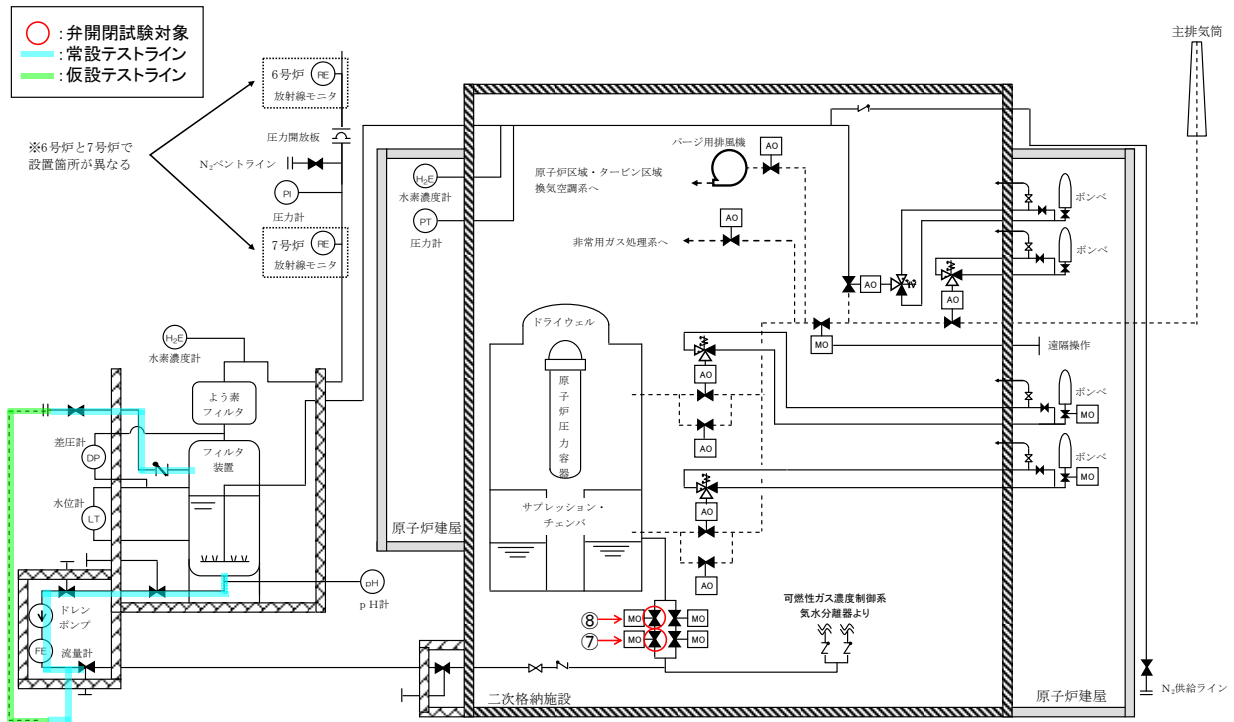 ：弁開閉試験対象
：常設テストライン
：仮設テストライン
※6号炉と7号炉で
設置箇所が異なる
6号炉
RE
放射線モニタ
圧力開放板
N₂ベントライン
PI
圧力計
7号炉
RE
放射線モニタ
H₂E
水素濃度計
よう素
フィルタ
フィルタ
装置
差圧計
DP
水位計
LT
ドレン
ポンプ
FE
流量計
pH
pH計
H₂E
水素濃度計
PT
圧力計
原子炉建屋
パージ用排風機
AO
原子炉区域・タービン区域
換気空調系へ
AO
非常用ガス処理系へ
AO
AO
MO
遠隔操作
ドライウェル
原子炉圧力容器
サプレッション・
チェンバ
AO
AO
AO
AO
⑧
MO
MO
⑦
MO
MO
可燃性ガス濃度制御系
気水分離器より
二次格納施設
主排気筒
ボンベ
ボンベ
ボンベ
MO
ボンベ
MO
原子炉建屋
N₂供給ライン